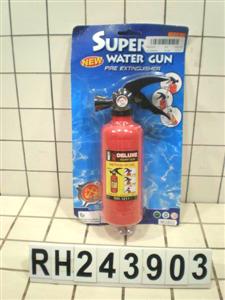 SUPER
NEW
WATER GUN
FIRE EXTINGUISHER
DELUXE
RH243903